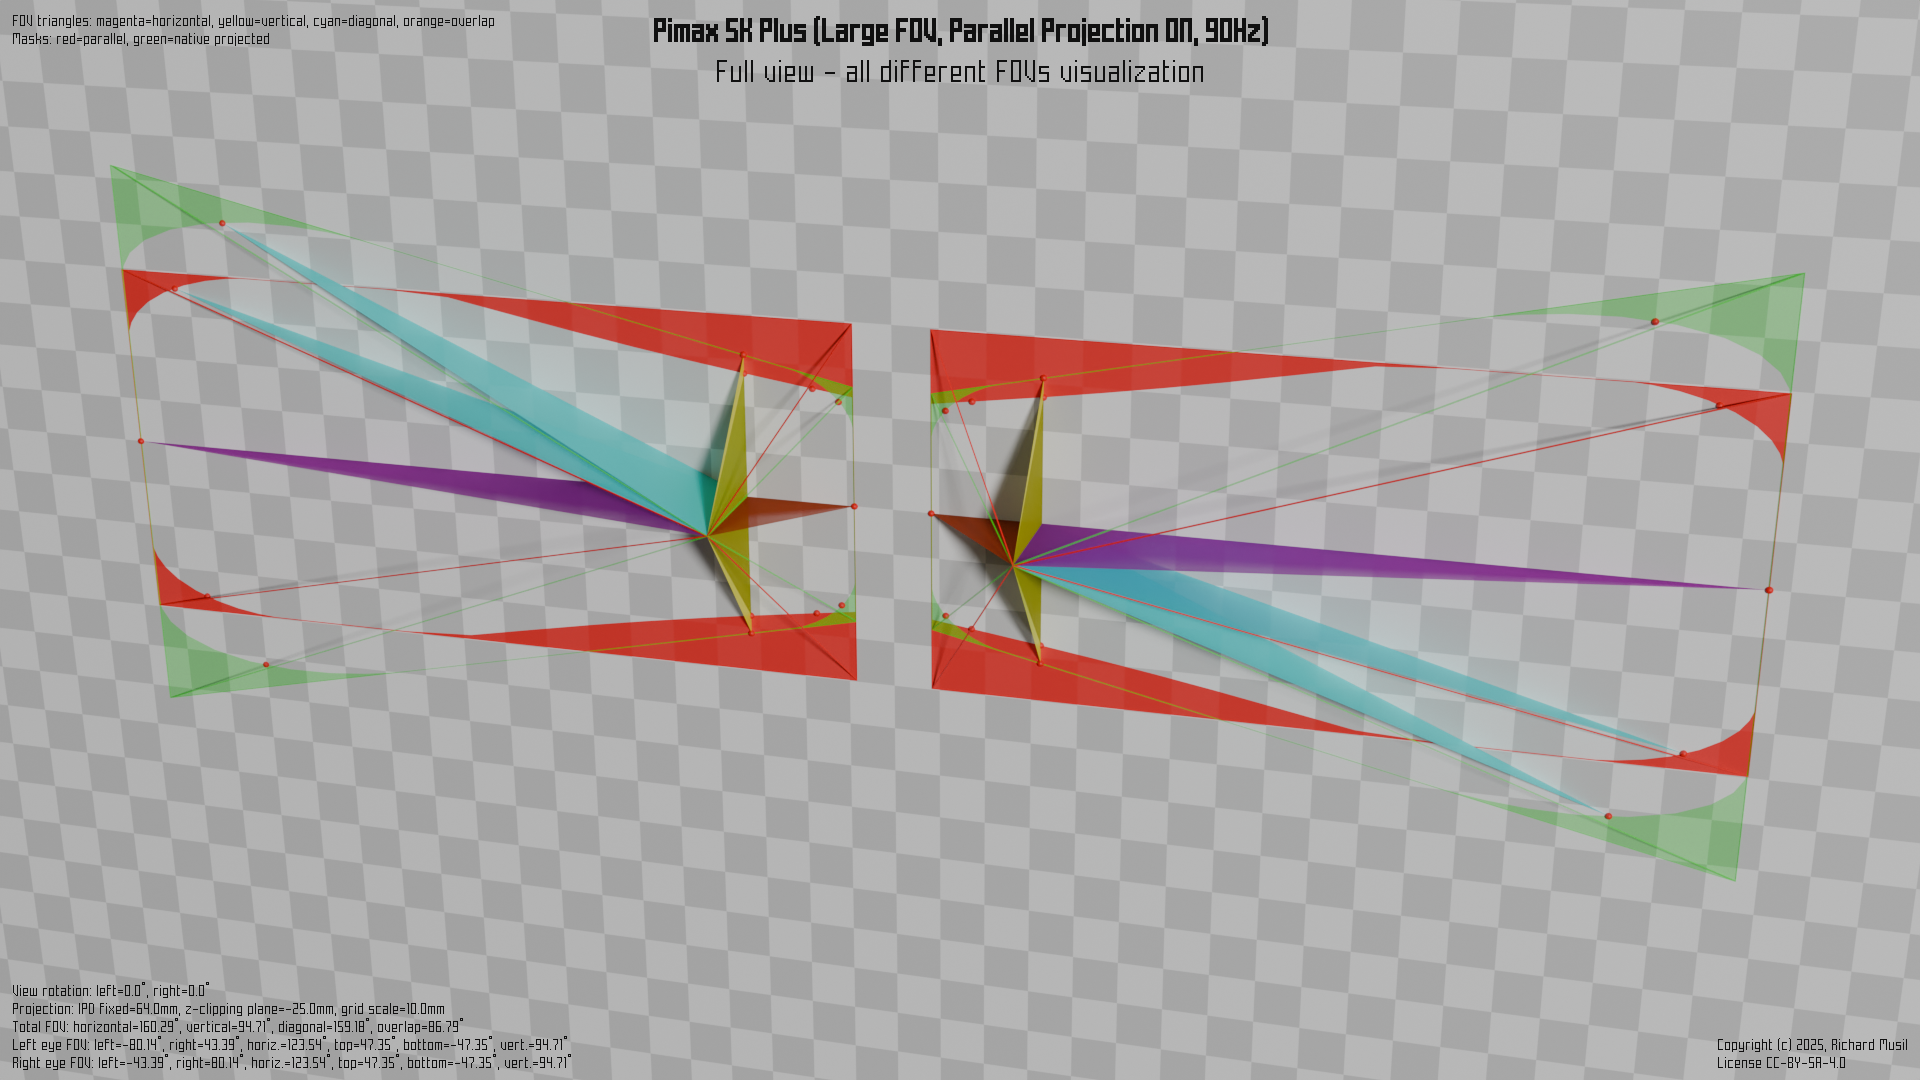 FOV triangles: magenta=horizontal, yellow=vertical, cyan=diagonal, orange=overlap
Masks: red=parallel, green=native projected
Pimax 5K Plus (Large FOV, Parallel Projection ON, 90Hz)
Full view - all different FOVs visualization
View rotation: left=0.0°, right=0.0°
Projection: IPD fixed=64.0mm, z-clipping plane=-25.0mm, grid scale=10.0mm
Total FOV: horizontal=160.29°, vertical=94.71°, diagonal=159.18°, overlap=86.79°
Left eye FOV: left=-80.14°, right=43.39°, horiz.=123.54°, top=47.35°, bottom=-47.35°, vert.=94.71°
Right eye FOV: left=-43.39°, right=80.14°, horiz.=123.54°, top=47.35°, bottom=-47.35°, vert.=94.71°
Copyright (c) 2025, Richard Musil
License CC-BY-SA-4.0